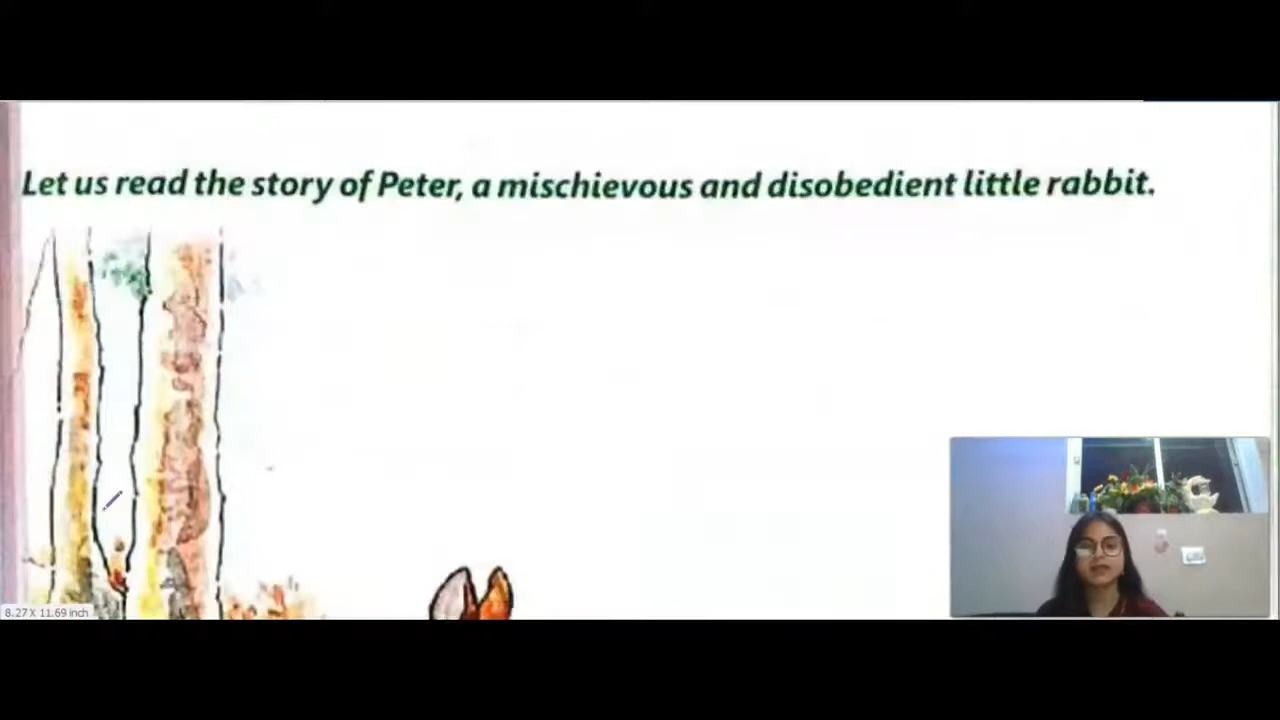 Let us read the story of Peter, a mischievous and disobedient little rabbit.
8.27 X 11.69 inch